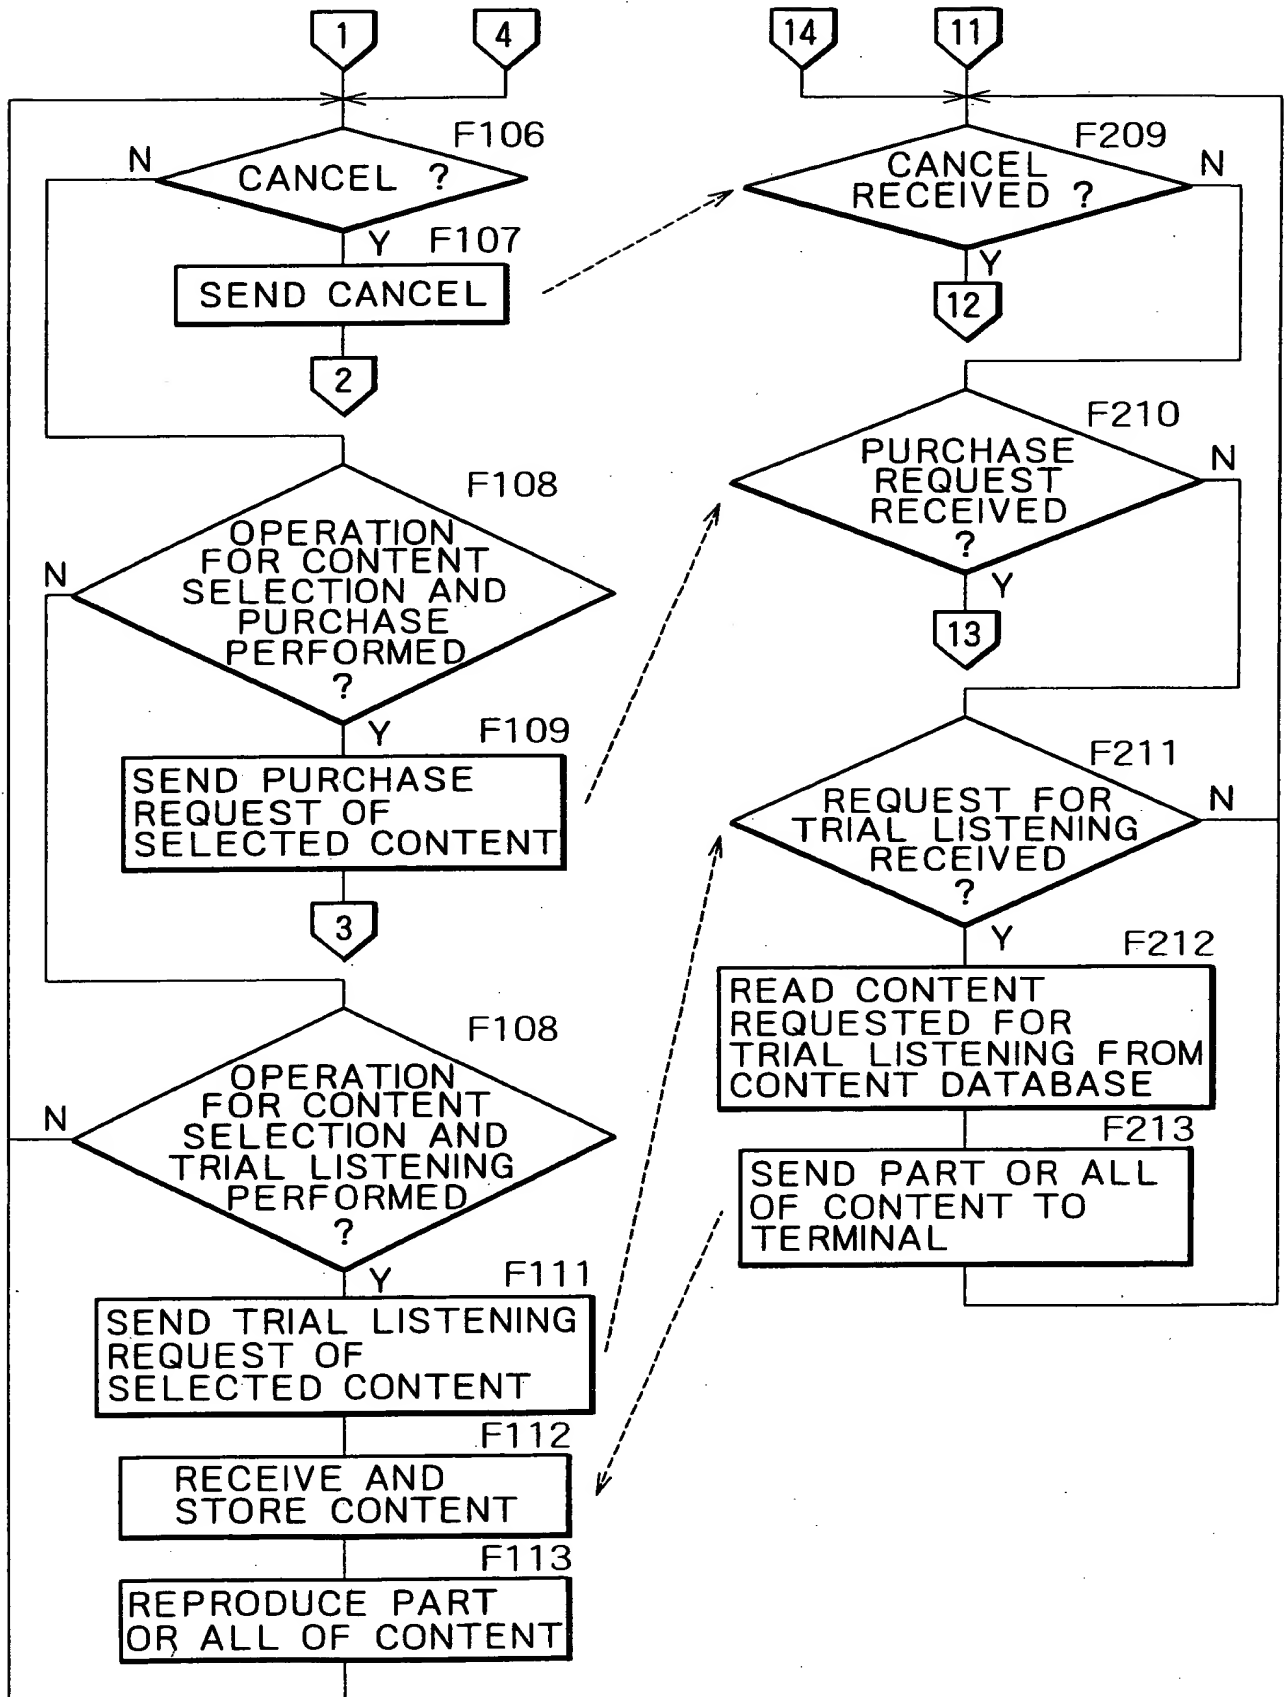 1
4
F106
N
CANCEL ?
Y
F107
SEND CANCEL
2
F108
OPERATION
FOR CONTENT
SELECTION AND
PURCHASE
PERFORMED
?
N
Y
F109
SEND PURCHASE
REQUEST OF
SELECTED CONTENT
3
F108
OPERATION
FOR CONTENT
SELECTION AND
TRIAL LISTENING
PERFORMED
?
N
Y
F111
SEND TRIAL LISTENING
REQUEST OF
SELECTED CONTENT
F112
RECEIVE AND
STORE CONTENT
F113
REPRODUCE PART
OR ALL OF CONTENT
14
11
F209
CANCEL
RECEIVED ?
N
Y
12
F210
PURCHASE
REQUEST
RECEIVED
?
N
Y
13
F211
REQUEST FOR
TRIAL LISTENING
RECEIVED
?
N
Y
F212
READ CONTENT
REQUESTED FOR
TRIAL LISTENING FROM
CONTENT DATABASE
F213
SEND PART OR ALL
OF CONTENT TO
TERMINAL